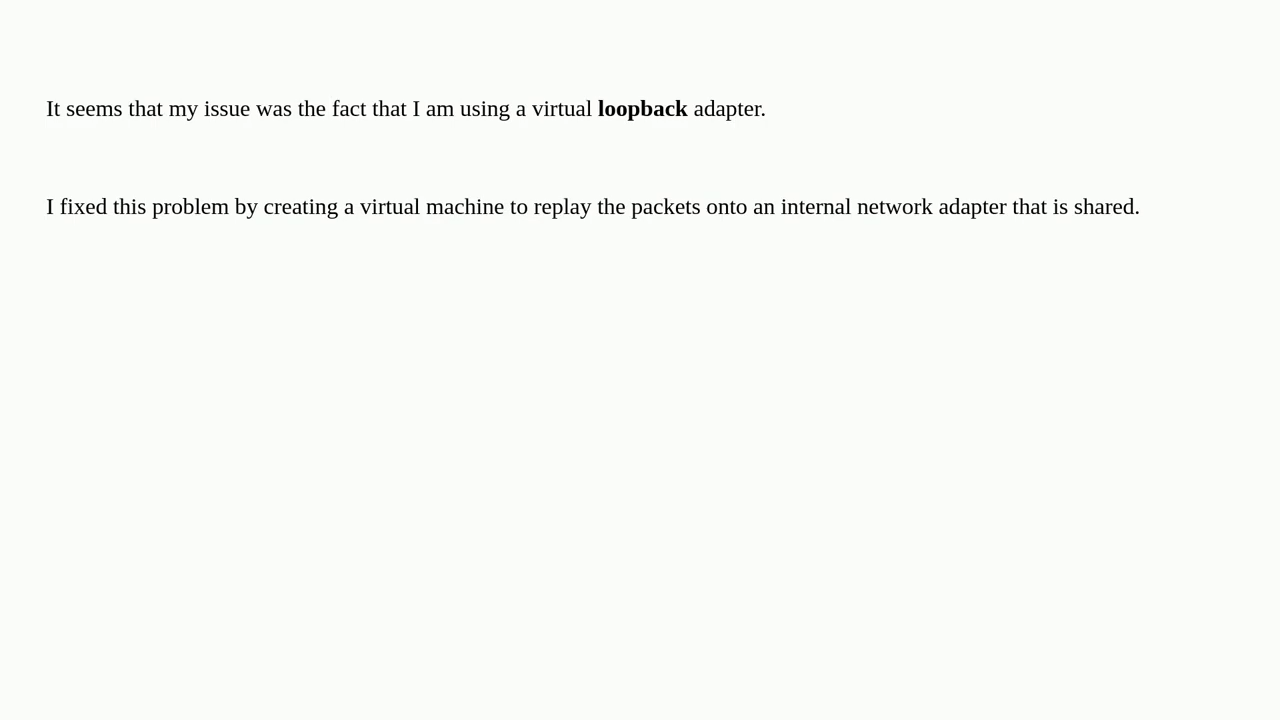 It seems that my issue was the fact that I am using a virtual loopback adapter.
I fixed this problem by creating a virtual machine to replay the packets onto an internal network adapter that is shared.